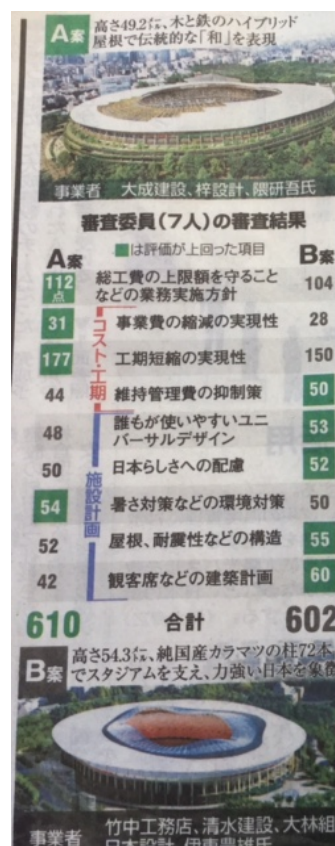 A案 高さ49.2㍍、木と鉄のハイブリッド
屋根で伝統的な「和」を表現
事業者 大成建設、梓設計、隈研吾氏
審査委員(7人)の審査結果
A案 ■は評価が上回った項目 B案
112点 総工費の上限額を守ること 104
などの業務実施方針
コスト・工期
31 事業費の縮減の実現性 28
177 工期短縮の実現性 150
44 維持管理費の抑制策 50
施設計画
48 誰もが使いやすいユニ 53
バーサルデザイン
50 日本らしさへの配慮 52
54 暑さ対策などの環境対策 50
52 屋根、耐震性などの構造 55
42 観客席などの建築計画 60
610 合計 602
B案 高さ54.3㍍、純国産カラマツの柱72本
でスタジアムを支え、力強い日本を象徴
事業者 竹中工務店、清水建設、大林組
日本設計、伊東豊雄氏